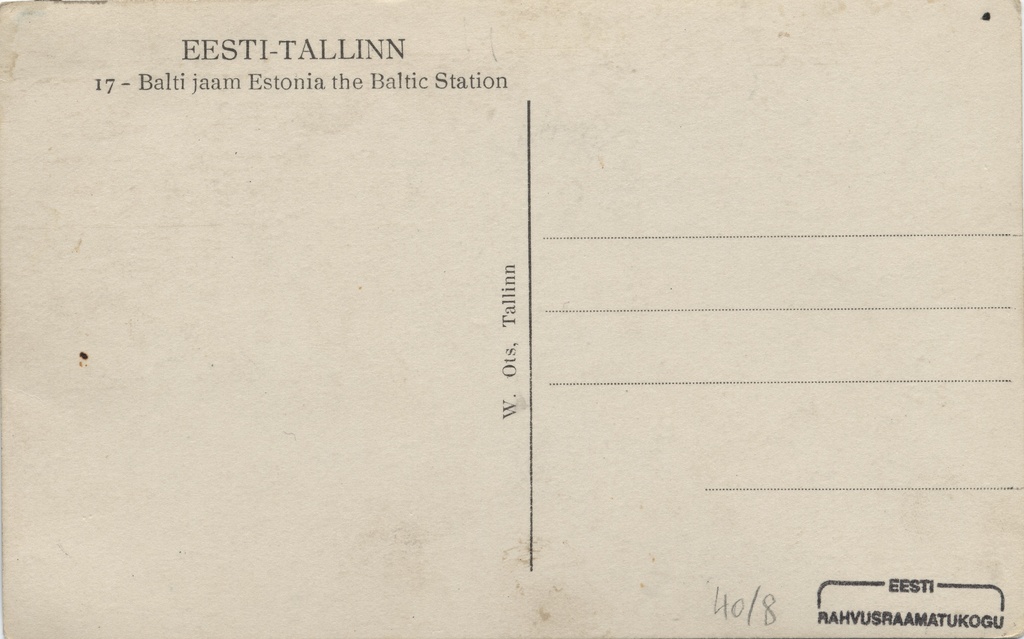 EESTI-TALLINN
17 - Balti jaam Estonia the Baltic Station
W. Ots, Tallinn
40/8
EESTI
RAHVUSRAAMATUKOGU